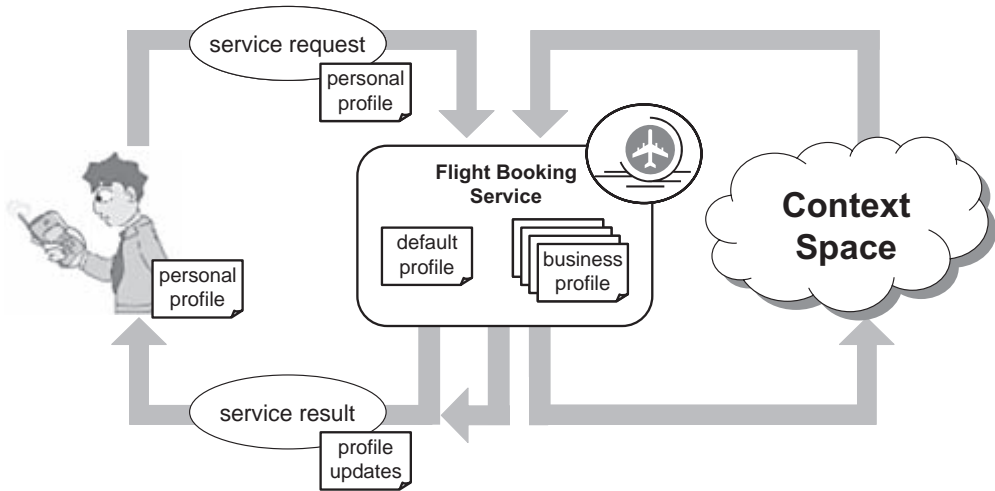 service request
personal
profile
Flight Booking
Service
default
profile
business
profile
Context
Space
personal
profile
service result
profile
updates